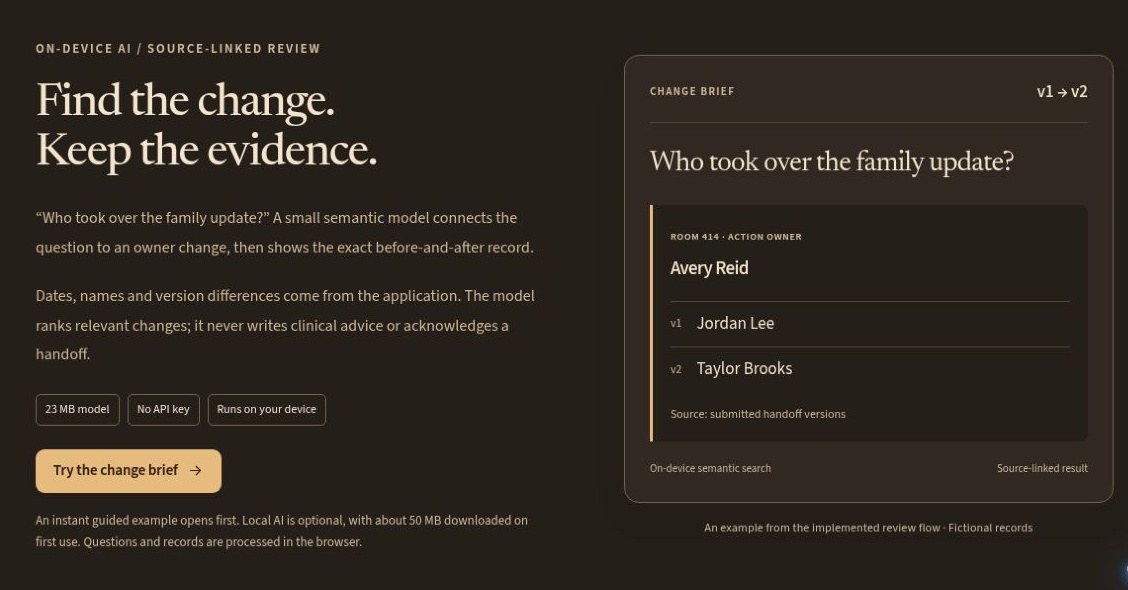 ON-DEVICE AI / SOURCE-LINKED REVIEW
Find the change.
Keep the evidence.
“Who took over the family update?” A small semantic model connects the
question to an owner change, then shows the exact before-and-after record.
Dates, names and version differences come from the application. The model
ranks relevant changes; it never writes clinical advice or acknowledges a
handoff.
23 MB model
No API key
Runs on your device
Try the change brief →
An instant guided example opens first. Local AI is optional, with about 50 MB downloaded on
first use. Questions and records are processed in the browser.
CHANGE BRIEF
v1 → v2
Who took over the family update?
ROOM 414 · ACTION OWNER
Avery Reid
v1 Jordan Lee
v2 Taylor Brooks
Source: submitted handoff versions
On-device semantic search
Source-linked result
An example from the implemented review flow · Fictional records